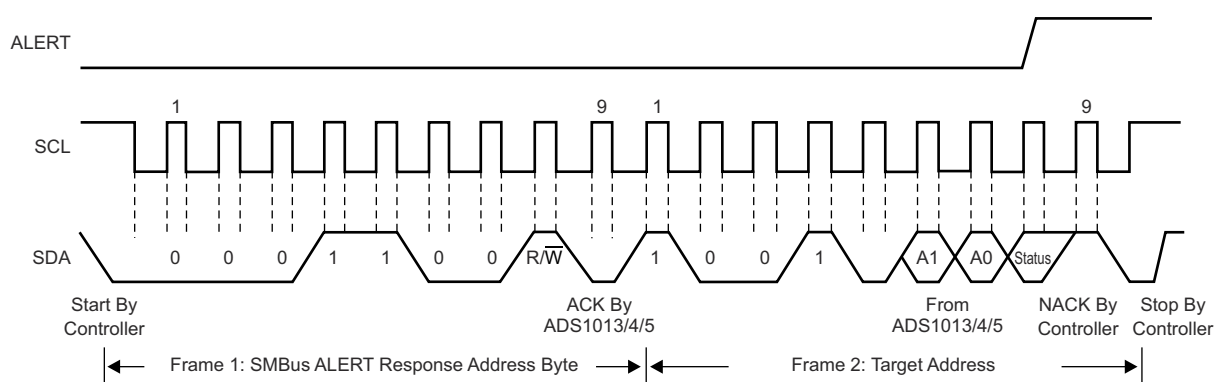 ALERT
1 9 1 9
SCL
SDA 0 0 0 1 1 0 0 R/W̅ 1 0 0 1 A1 A0 Status
Start By
Controller
ACK By
ADS1013/4/5
From
ADS1013/4/5
NACK By
Controller
Stop By
Controller
Frame 1: SMBus ALERT Response Address Byte
Frame 2: Target Address